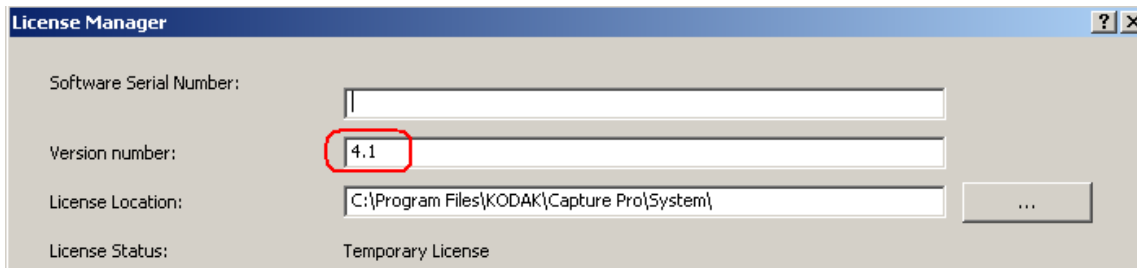 License Manager
Software Serial Number:
Version number: 4.1
License Location: C:\Program Files\KODAK\Capture Pro\System\ ...
License Status: Temporary License